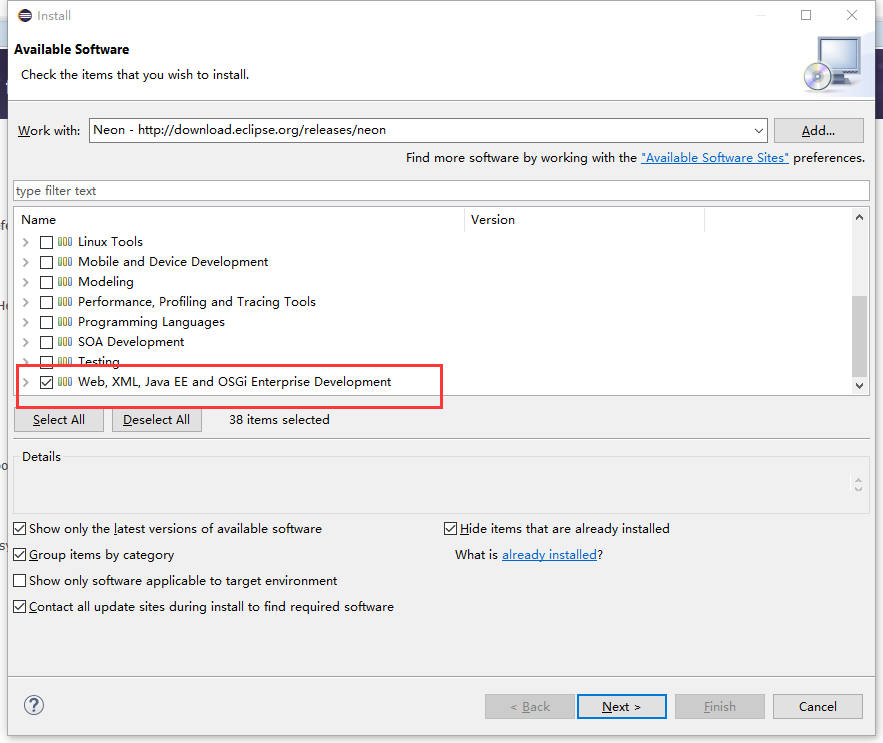 Install
Available Software
Check the items that you wish to install.
Work with: Neon - http://download.eclipse.org/releases/neon Add...
Find more software by working with the "Available Software Sites" preferences.
type filter text
Name Version
Linux Tools
Mobile and Device Development
Modeling
Performance, Profiling and Tracing Tools
Programming Languages
SOA Development
Testing
Web, XML, Java EE and OSGi Enterprise Development
Select All Deselect All 38 items selected
Details
Show only the latest versions of available software Hide items that are already installed
Group items by category What is already installed?
Show only software applicable to target environment
Contact all update sites during install to find required software
? < Back Next > Finish Cancel